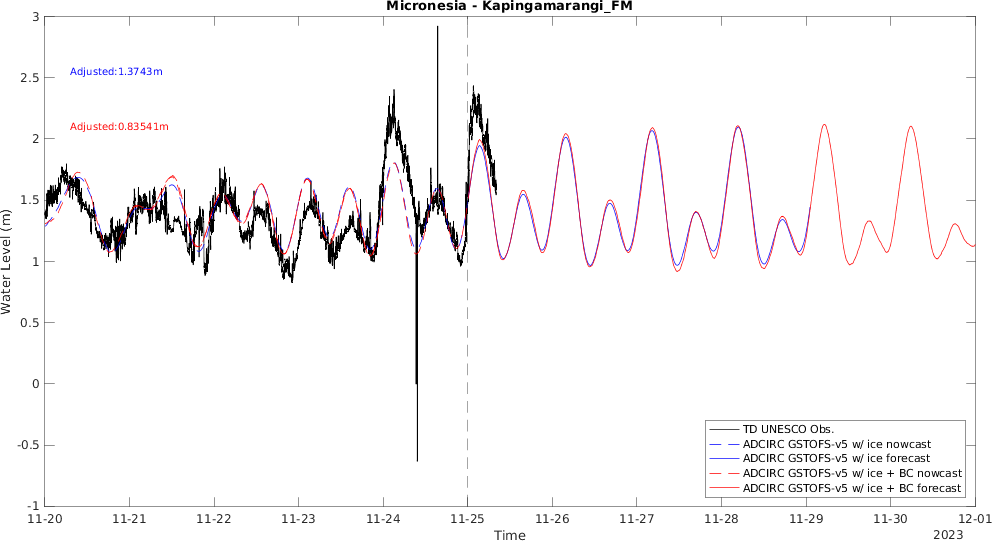 Micronesia - Kapingamarangi_FM
3
2.5
2
1.5
1
0.5
0
-0.5
-1
Water Level (m)
Adjusted:1.3743m
Adjusted:0.83541m
TD UNESCO Obs.
ADCIRC GSTOFS-v5 w/ ice nowcast
ADCIRC GSTOFS-v5 w/ ice forecast
ADCIRC GSTOFS-v5 w/ ice + BC nowcast
ADCIRC GSTOFS-v5 w/ ice + BC forecast
11-20 11-21 11-22 11-23 11-24 11-25 11-26 11-27 11-28 11-29 11-30 12-01
Time
2023